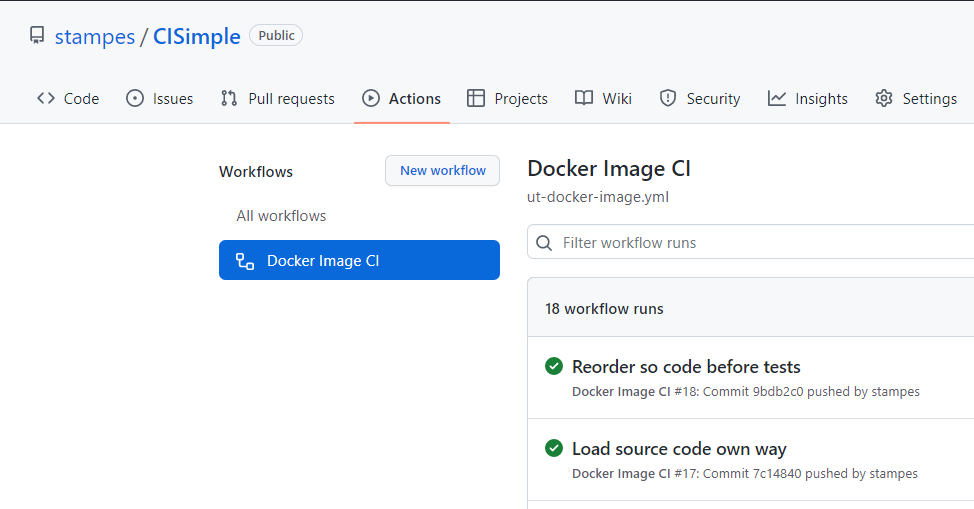 stampes / CISimple Public
Code Issues Pull requests Actions Projects Wiki Security Insights Settings
Workflows New workflow
All workflows
Docker Image CI
Docker Image CI
ut-docker-image.yml
Filter workflow runs
18 workflow runs
Reorder so code before tests
Docker Image CI #18: Commit 9bdb2c0 pushed by stampes
Load source code own way
Docker Image CI #17: Commit 7c14840 pushed by stampes